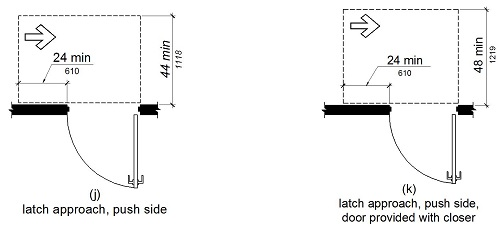 24 min
610
44 min
1118
(j)
latch approach, push side
24 min
610
48 min
1219
(k)
latch approach, push side,
door provided with closer